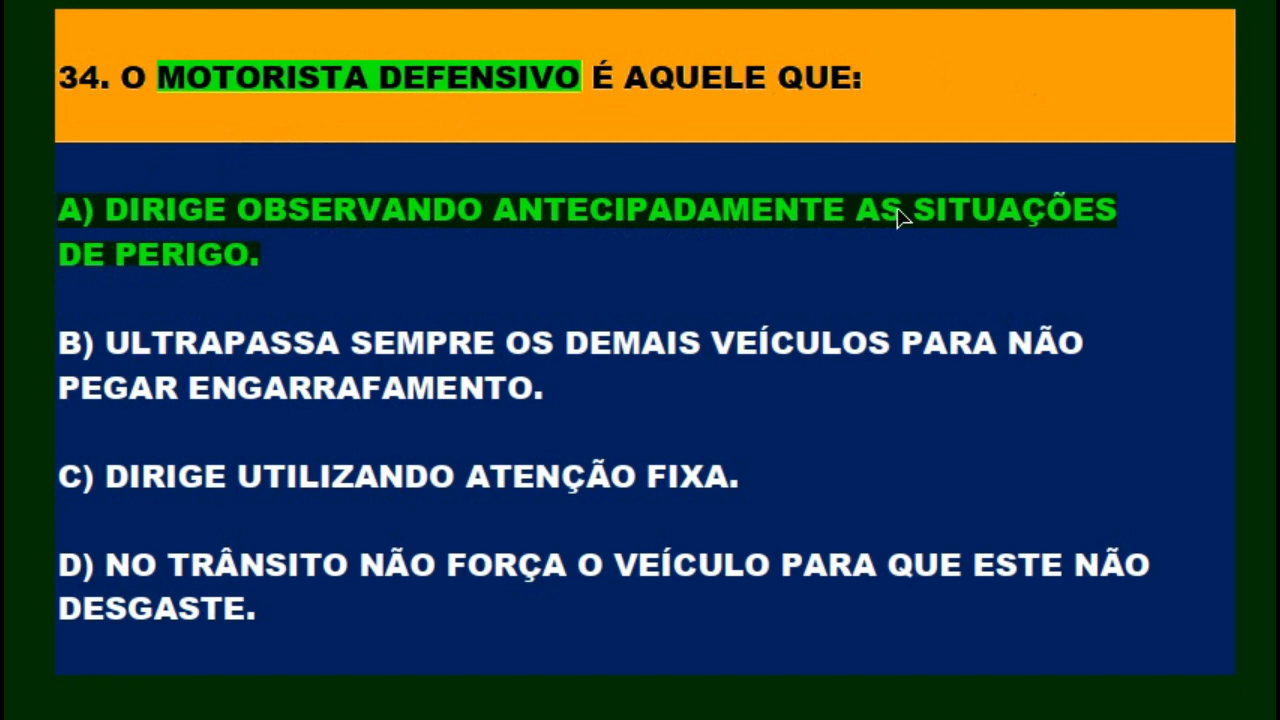 34. O MOTORISTA DEFENSIVO É AQUELE QUE:
A) DIRIGE OBSERVANDO ANTECIPADAMENTE AS SITUAÇÕES
DE PERIGO.
B) ULTRAPASSA SEMPRE OS DEMAIS VEÍCULOS PARA NÃO
PEGAR ENGARRAFAMENTO.
C) DIRIGE UTILIZANDO ATENÇÃO FIXA.
D) NO TRÂNSITO NÃO FORÇA O VEÍCULO PARA QUE ESTE NÃO
DESGASTE.